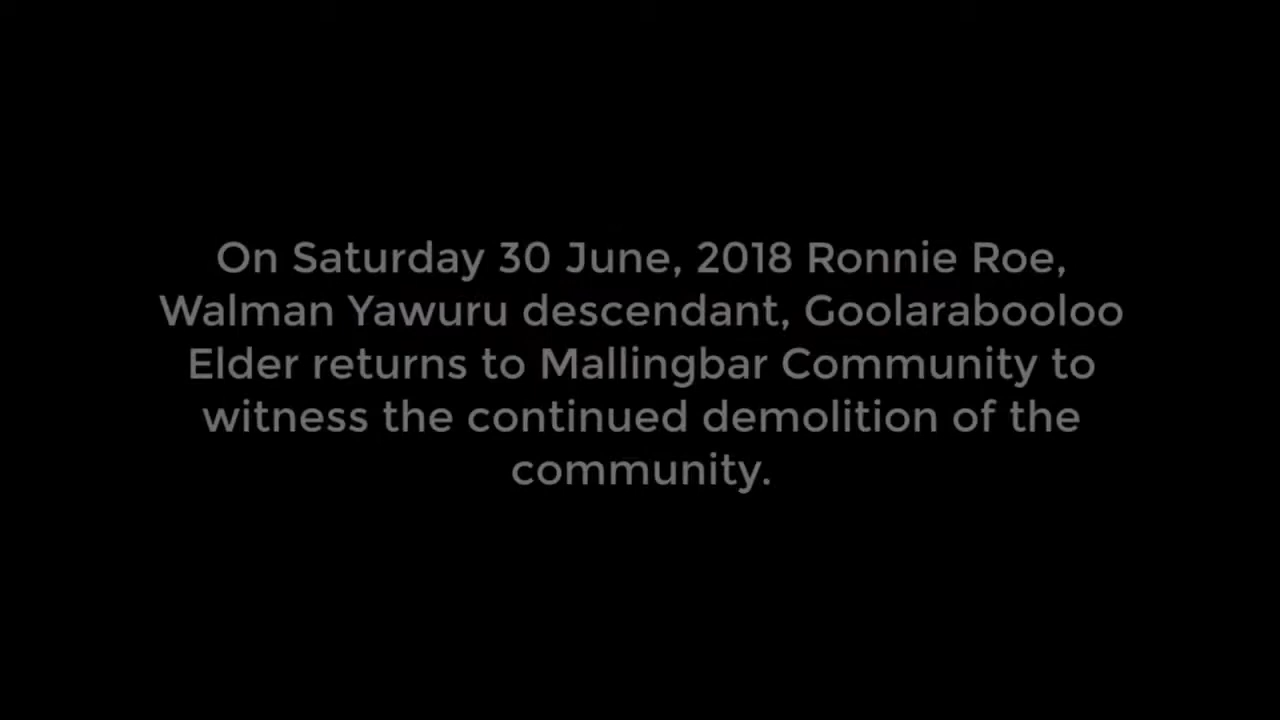 On Saturday 30 June, 2018 Ronnie Roe,
Walman Yawuru descendant, Goolarabooloo
Elder returns to Mallingbar Community to
witness the continued demolition of the
community.